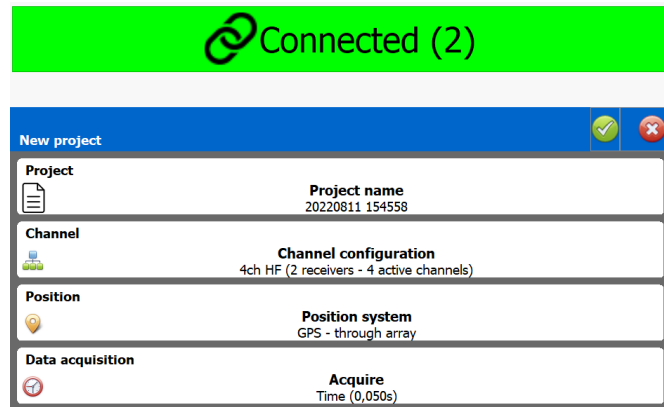 Connected (2)
New project
Project
Project name
20220811 154558
Channel
Channel configuration
4ch HF (2 receivers - 4 active channels)
Position
Position system
GPS - through array
Data acquisition
Acquire
Time (0,050s)